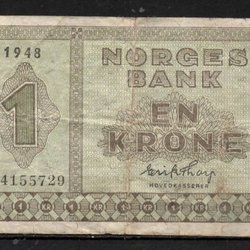 1948
NORGES
BANK
1
EN
KRONE
4155729
HOVEDKASSERER